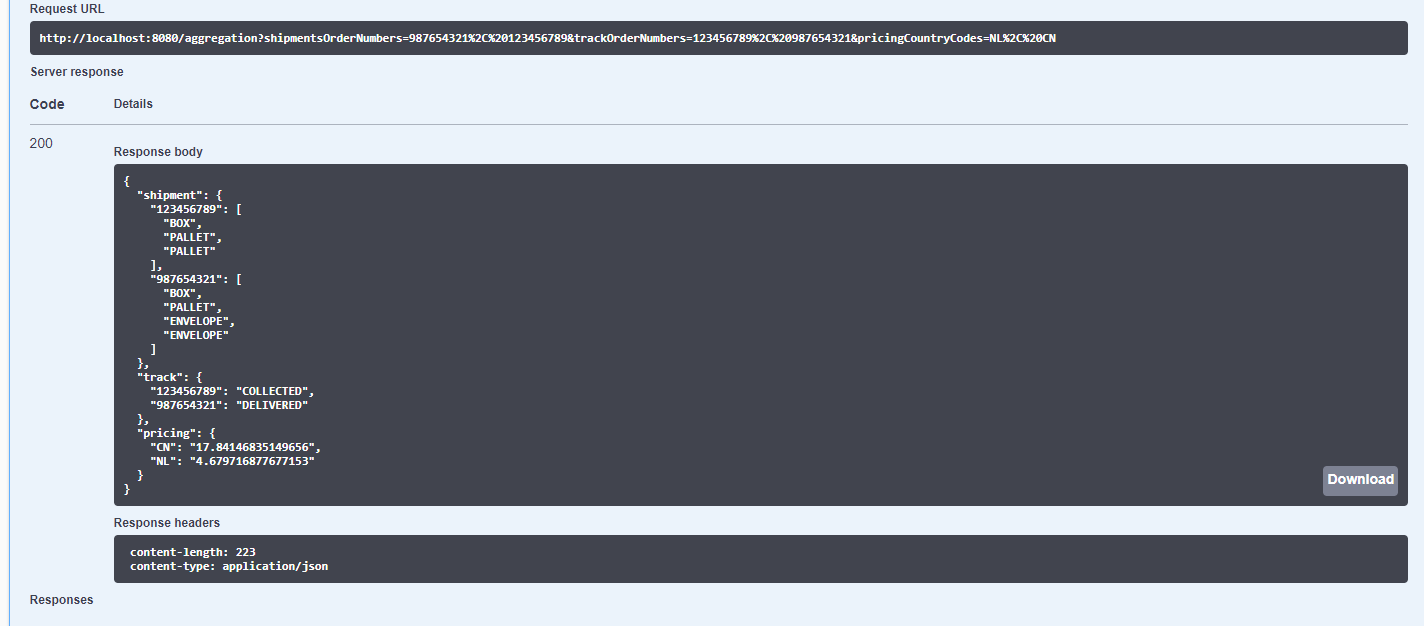 Request URL
http://localhost:8080/aggregation?shipmentsOrderNumbers=987654321%2C%20123456789&trackOrderNumbers=123456789%2C%20987654321&pricingCountryCodes=NL%2C%20CN
Server response
Code Details
200
Response body
{
  "shipment": {
    "123456789": [
      "BOX",
      "PALLET",
      "PALLET"
    ],
    "987654321": [
      "BOX",
      "PALLET",
      "ENVELOPE",
      "ENVELOPE"
    ]
  },
  "track": {
    "123456789": "COLLECTED",
    "987654321": "DELIVERED"
  },
  "pricing": {
    "CN": "17.84146835149656",
    "NL": "4.679716877677153"
  }
}
Download
Response headers
content-length: 223
content-type: application/json
Responses